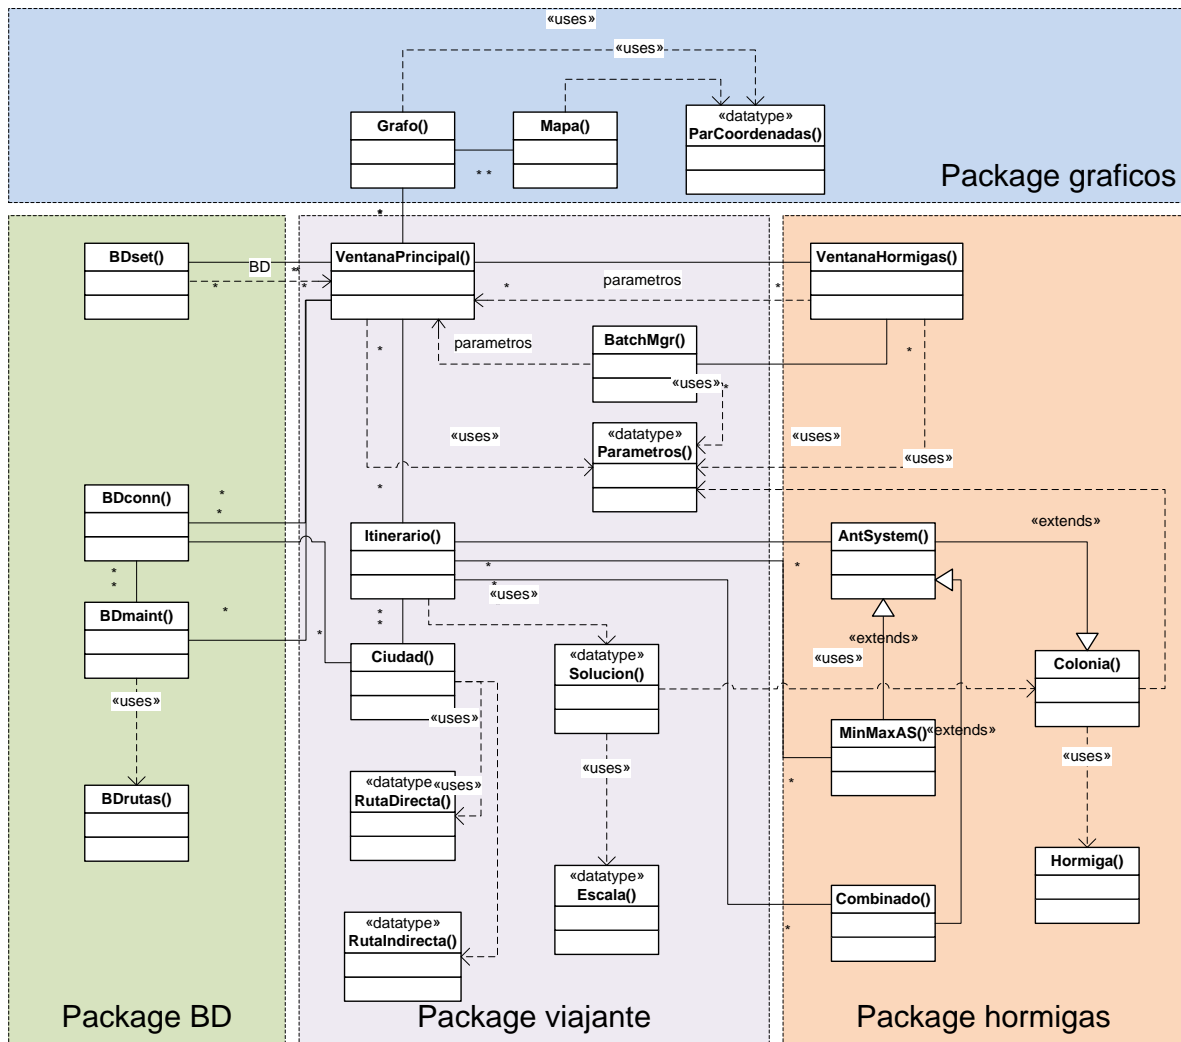 «uses»
«uses»
Grafo()
Mapa()
«datatype»
ParCoordenadas()
* *
Package graficos
*
BDset()
BD
**
*
*
VentanaPrincipal()
*
parametros
*
VentanaHormigas()
parametros
BatchMgr()
*
*
«uses»
*
«uses»
«datatype»
Parametros()
«uses»
«uses»
BDconn()
*
*
*
Itinerario()
*
*
«uses»
AntSystem()
*
«extends»
*
*
BDmaint()
*
*
*
*
Ciudad()
«datatype»
Solucion()
«extends»
«uses»
Colonia()
«uses»
«uses»
MinMaxAS()
«extends»
«uses»
«uses»
«datatype»
RutaDirecta()
«uses»
*
BDrutas()
Hormiga()
«datatype»
Escala()
Combinado()
*
«datatype»
RutaIndirecta()
Package BD
Package viajante
Package hormigas